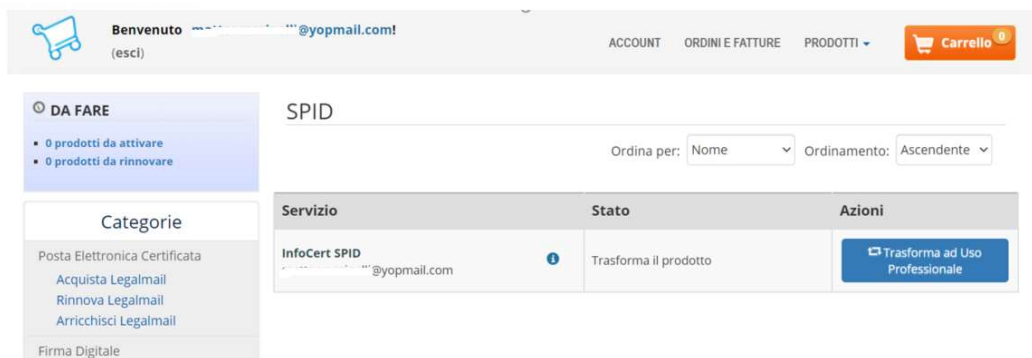 Benvenuto @yopmail.com!
(esci)
ACCOUNT
ORDINI E FATTURE
PRODOTTI
Carrello 0
DA FARE
0 prodotti da attivare
0 prodotti da rinnovare
Categorie
Posta Elettronica Certificata
Acquista Legalmail
Rinnova Legalmail
Arricchisci Legalmail
Firma Digitale
SPID
Ordina per: Nome Ordinamento: Ascendente
Servizio Stato Azioni
InfoCert SPID
@yopmail.com
Trasforma il prodotto
Trasforma ad Uso
Professionale